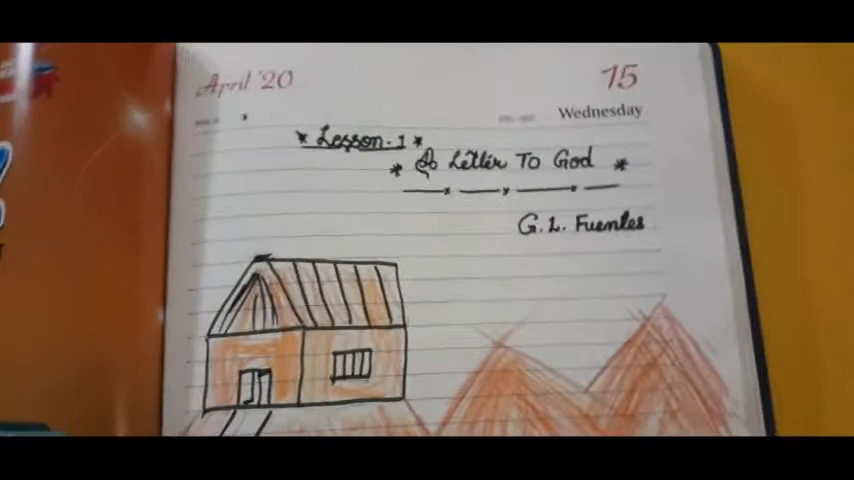 April '20
15
Wednesday
* Lesson-1 *
* A Letter To God *
G.L. Fuentes